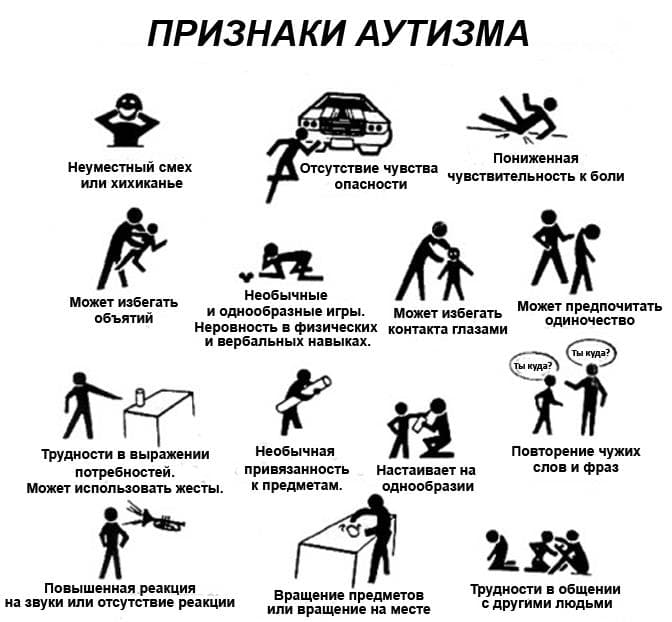 ПРИЗНАКИ АУТИЗМА
Неуместный смех
или хихиканье
Отсутствие чувства
опасности
Пониженная
чувствительность к боли
Может избегать
объятий
Необычные
и однообразные игры.
Неровность в физических
и вербальных навыках.
Может избегать
контакта глазами
Может предпочитать
одиночество
Трудности в выражении
потребностей.
Может использовать жесты.
Необычная
привязанность
к предметам.
Настаивает на
однообразии
Ты куда?
Ты куда?
Повторение чужих
слов и фраз
Повышенная реакция
на звуки или отсутствие реакции
Вращение предметов
или вращение на месте
Трудности в общении
с другими людьми